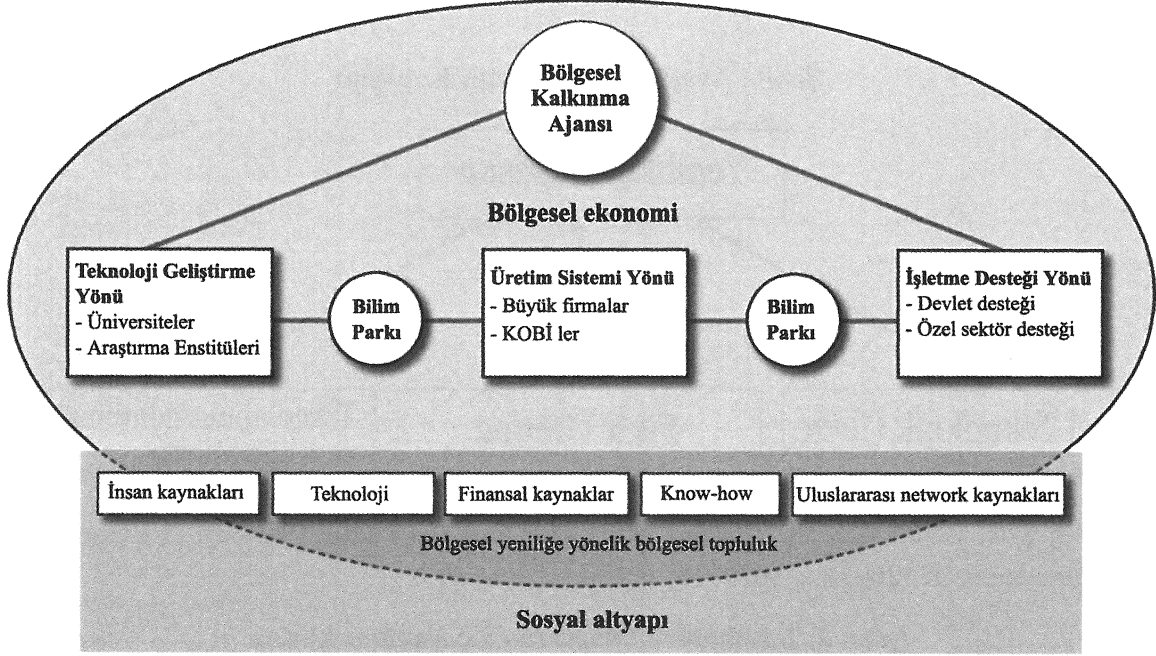 Bölgesel
Kalkınma
Ajansı
Bölgesel ekonomi
Teknoloji Geliştirme
Yönü
- Üniversiteler
- Araştırma Enstitüleri
Bilim
Parkı
Üretim Sistemi Yönü
- Büyük firmalar
- KOBİ ler
Bilim
Parkı
İşletme Desteği Yönü
- Devlet desteği
- Özel sektör desteği
İnsan kaynakları
Teknoloji
Finansal kaynaklar
Know-how
Uluslararası network kaynakları
Bölgesel yeniliğe yönelik bölgesel topluluk
Sosyal altyapı